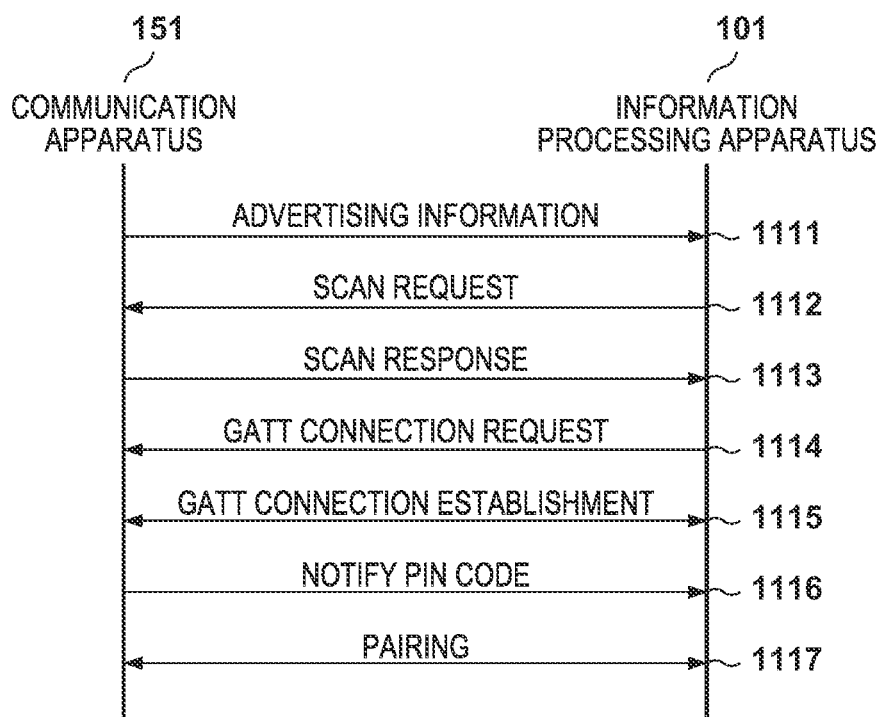 151
101
COMMUNICATION
APPARATUS
INFORMATION
PROCESSING APPARATUS
ADVERTISING INFORMATION
1111
SCAN REQUEST
1112
SCAN RESPONSE
1113
GATT CONNECTION REQUEST
1114
GATT CONNECTION ESTABLISHMENT
1115
NOTIFY PIN CODE
1116
PAIRING
1117